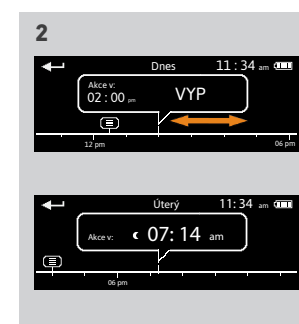 2
Dnes 11 : 34 am
Akce v:
02 : 00 pm VYP
12 pm 06 pm
Úterý 11: 34 am
Akce v: 07: 14 am
06 pm